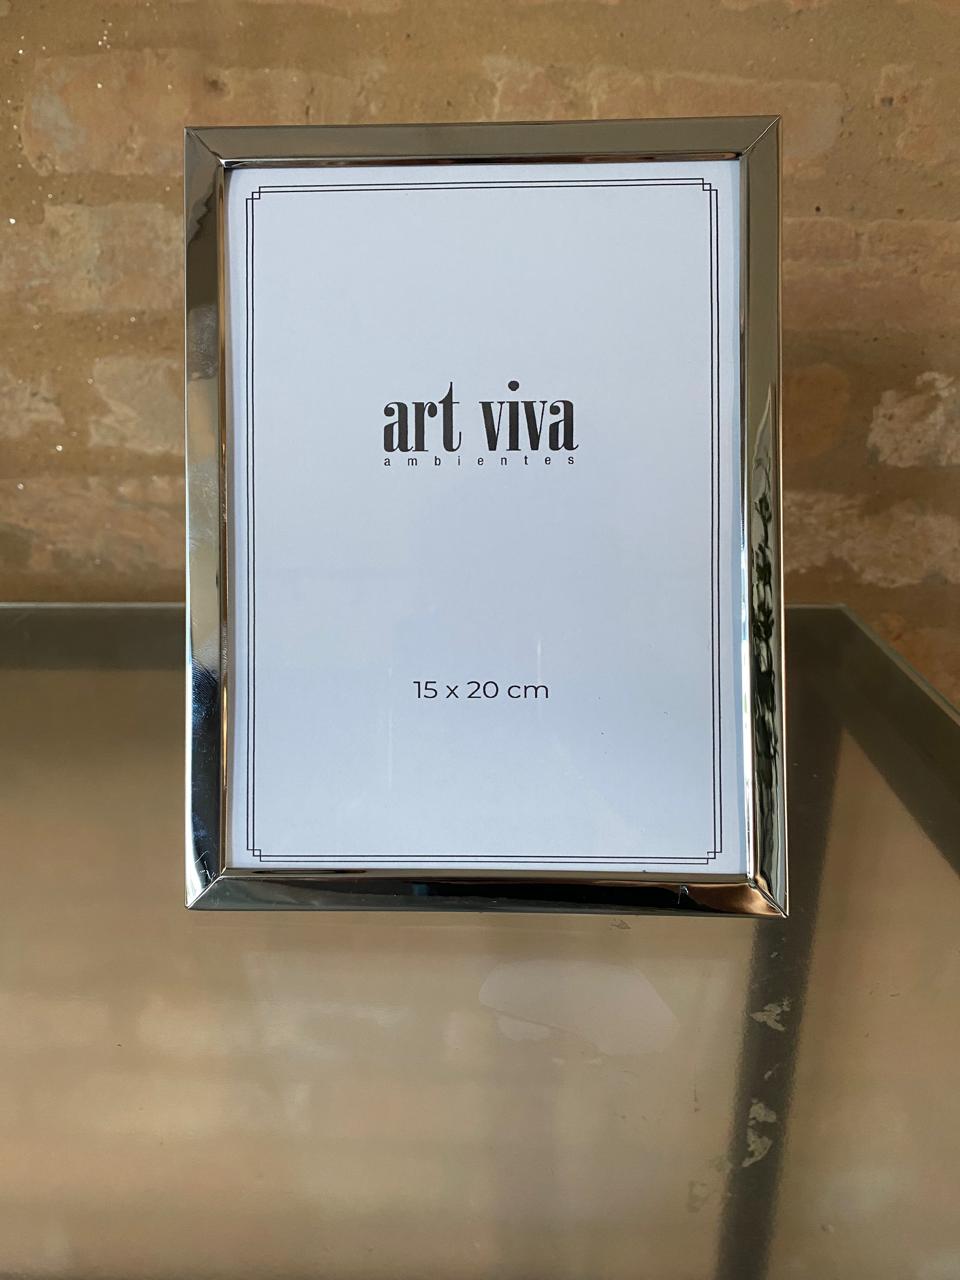 art viva
ambientes
15 x 20 cm